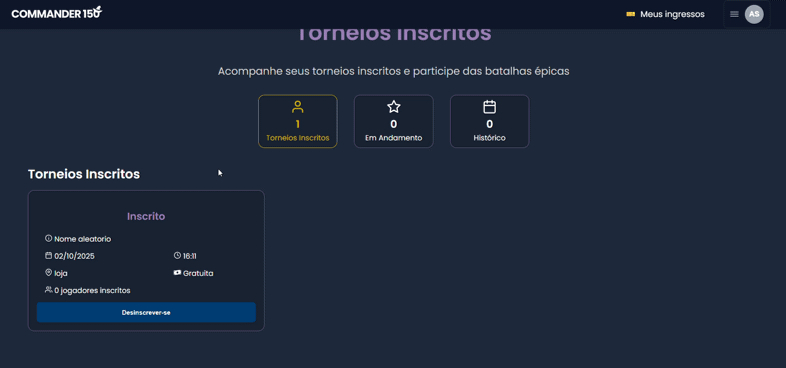 COMMANDER 150
Meus ingressos
AS
Torneios Inscritos
Acompanhe seus torneios inscritos e participe das batalhas épicas
1
Torneios Inscritos
0
Em Andamento
0
Histórico
Torneios Inscritos
Inscrito
Nome aleatorio
02/10/2025
16:11
loja
Gratuita
0 jogadores inscritos
Desinscrever-se